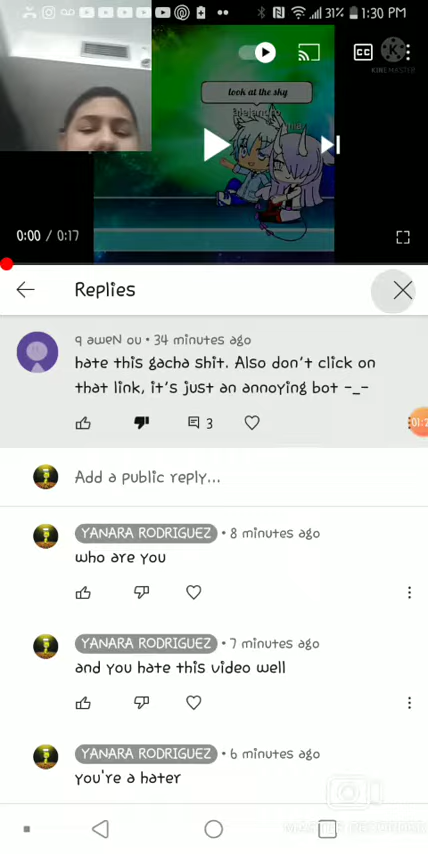 31% 1:30 PM
CC
K
KINEMASTER
look at the sky
0:00 / 0:17
Replies
q aweN ou • 34 minutes ago
hate this gacha shit. Also don't click on
that link, it's just an annoying bot -_-
3
Add a public reply...
YANARA RODRIGUEZ • 8 minutes ago
who are you
YANARA RODRIGUEZ • 7 minutes ago
and you hate this video well
YANARA RODRIGUEZ • 6 minutes ago
you're a hater